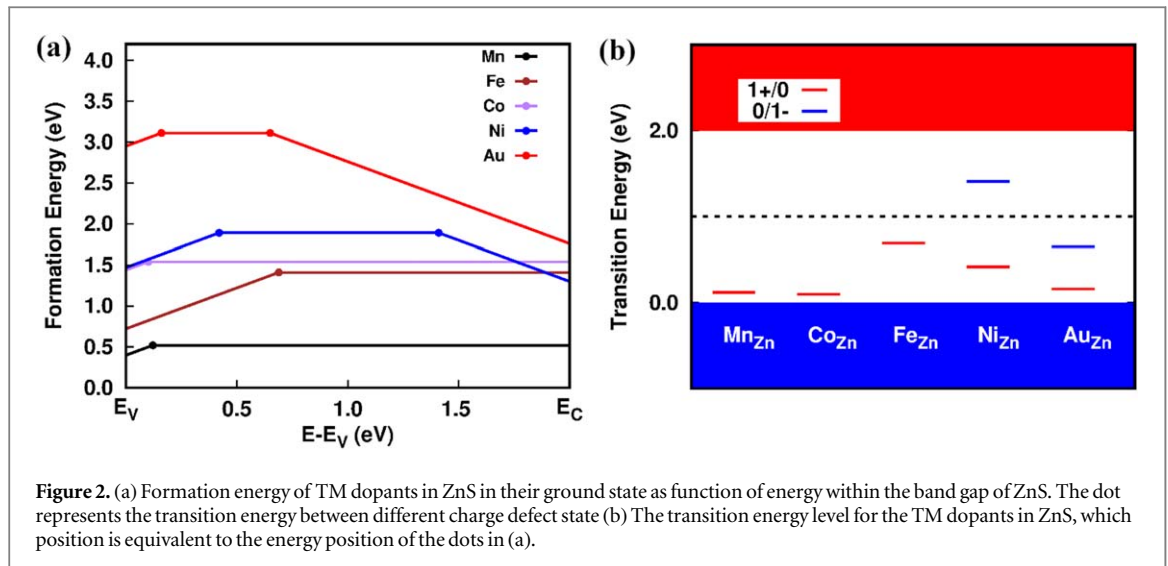 (a)
Formation Energy (eV)
4.0
3.5
3.0
2.5
2.0
1.5
1.0
0.5
0.0
Mn
Fe
Co
Ni
Au
E_V 0.5 1.0 1.5 E_C
E-E_V (eV)
(b)
Transition Energy (eV)
2.0
0.0
1+/0
0/1-
Mn_Zn Co_Zn Fe_Zn Ni_Zn Au_Zn
Figure 2. (a) Formation energy of TM dopants in ZnS in their ground state as function of energy within the band gap of ZnS. The dot
represents the transition energy between different charge defect state (b) The transition energy level for the TM dopants in ZnS, which
position is equivalent to the energy position of the dots in (a).